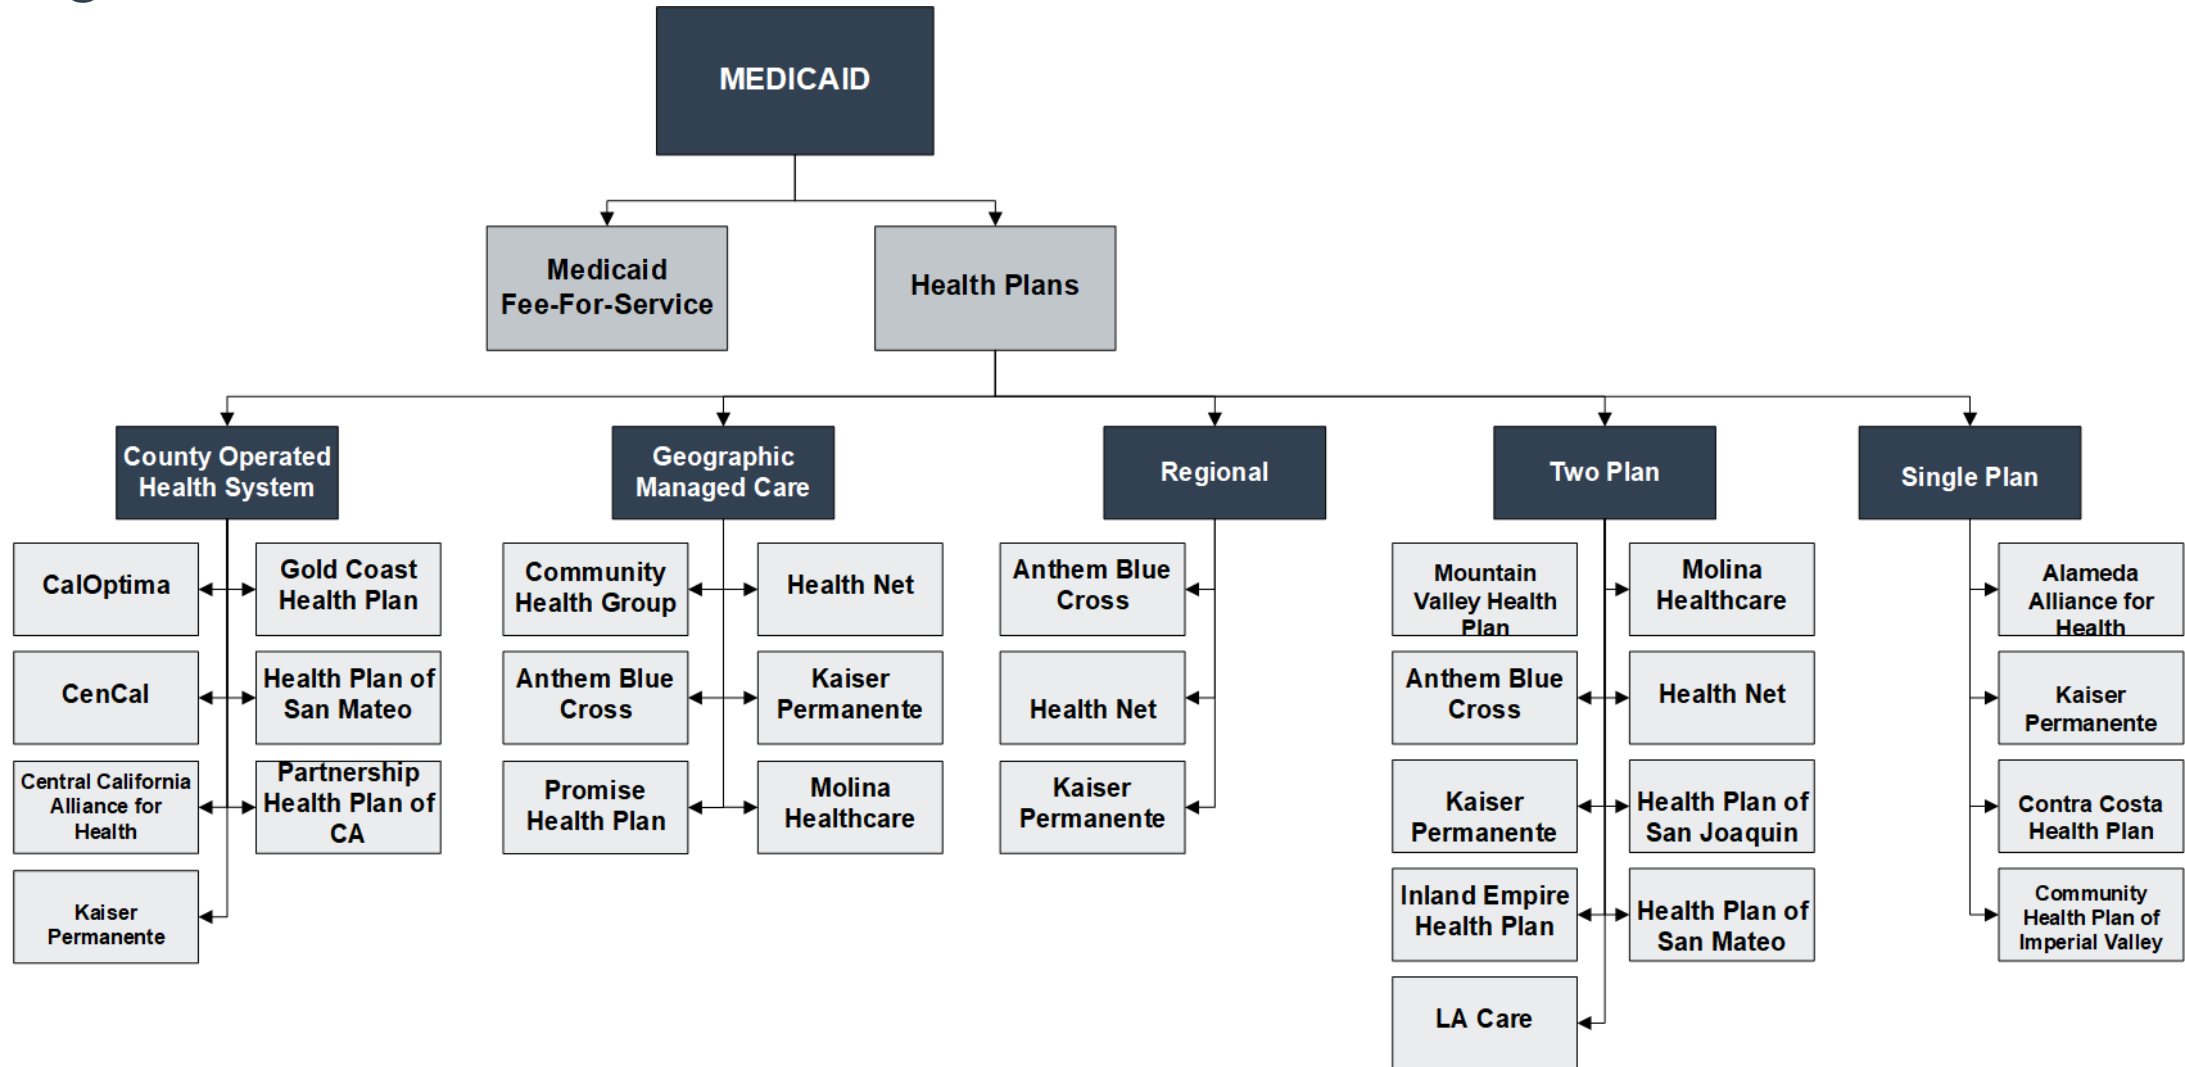 MEDICAID
Medicaid
Fee-For-Service
Health Plans
County Operated
Health System
Geographic
Managed Care
Regional
Two Plan
Single Plan
CalOptima
Gold Coast
Health Plan
CenCal
Health Plan of
San Mateo
Central California
Alliance for
Health
Partnership
Health Plan of
CA
Kaiser
Permanente
Community
Health Group
Health Net
Anthem Blue
Cross
Kaiser
Permanente
Promise
Health Plan
Molina
Healthcare
Anthem Blue
Cross
Health Net
Kaiser
Permanente
Mountain
Valley Health
Plan
Molina
Healthcare
Anthem Blue
Cross
Health Net
Kaiser
Permanente
Health Plan of
San Joaquin
Inland Empire
Health Plan
Health Plan of
San Mateo
LA Care
Alameda
Alliance for
Health
Kaiser
Permanente
Contra Costa
Health Plan
Community
Health Plan of
Imperial Valley